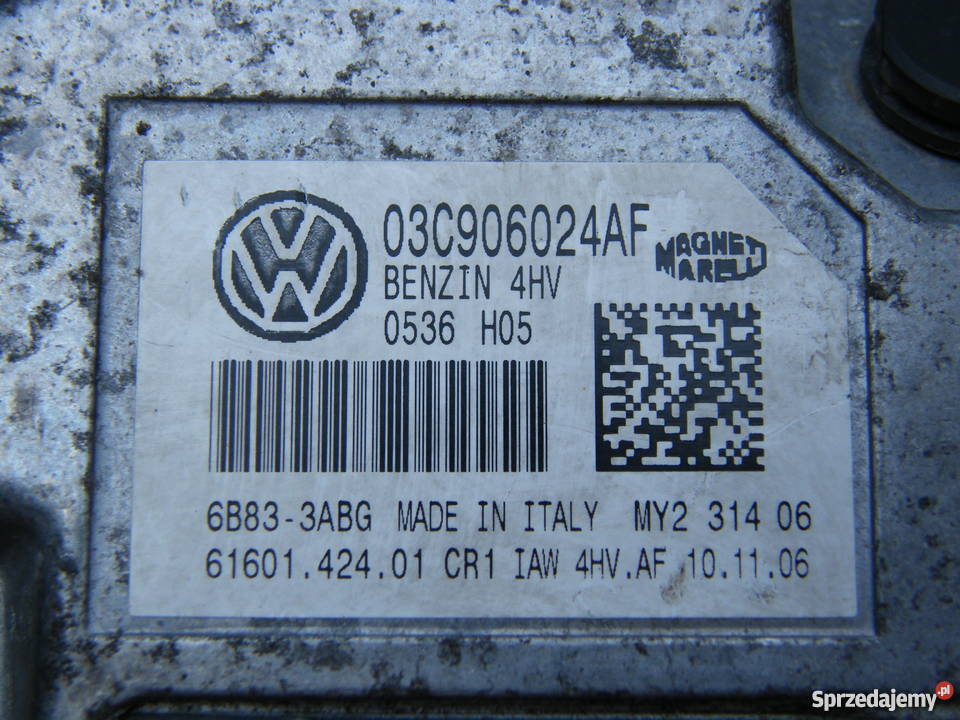 03C906024AF
MAGNETI
MARELLI
BENZIN 4HV
0536 H05
6B83-3ABG MADE IN ITALY MY2 314 06
61601.424.01 CR1 IAW 4HV.AF 10.11.06
Sprzedajemy.pl